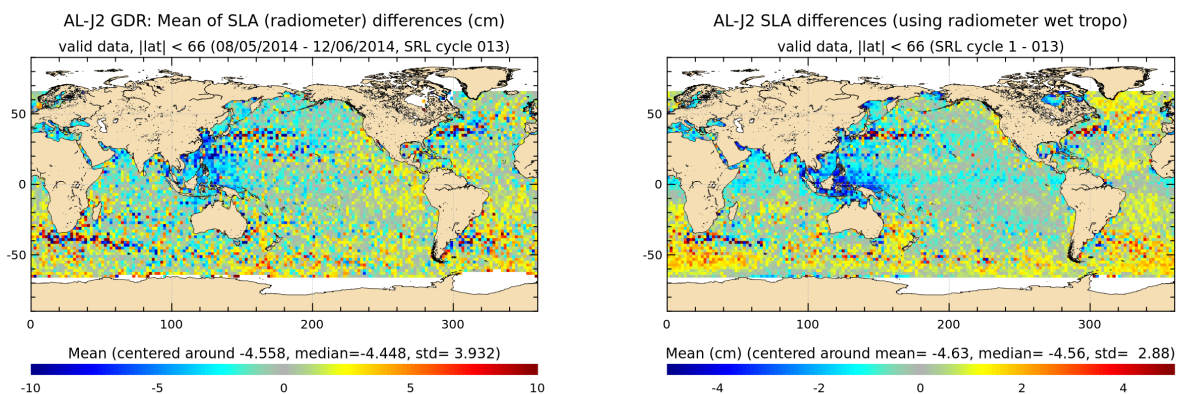 AL-J2 GDR: Mean of SLA (radiometer) differences (cm)
valid data, |lat| < 66 (08/05/2014 - 12/06/2014, SRL cycle 013)
50
0
-50
0 100 200 300
Mean (centered around -4.558, median=-4.448, std= 3.932)
-10 -5 0 5 10
AL-J2 SLA differences (using radiometer wet tropo)
valid data, |lat| < 66 (SRL cycle 1 - 013)
50
0
-50
0 100 200 300
Mean (cm) (centered around mean= -4.63, median= -4.56, std= 2.88)
-4 -2 0 2 4